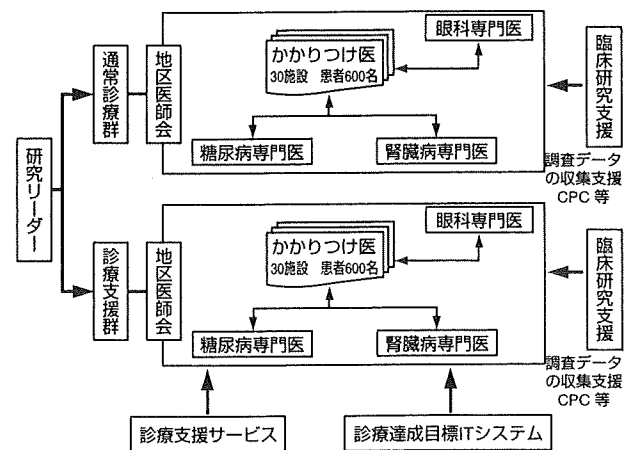 研究リーダー
通常診療群
地区医師会
眼科専門医
かかりつけ医
30施設 患者600名
糖尿病専門医
腎臓病専門医
臨床研究支援
調査データ
の収集支援
CPC 等
診療支援群
地区医師会
眼科専門医
かかりつけ医
30施設 患者600名
糖尿病専門医
腎臓病専門医
臨床研究支援
調査データ
の収集支援
CPC 等
診療支援サービス
診療達成目標ITシステム